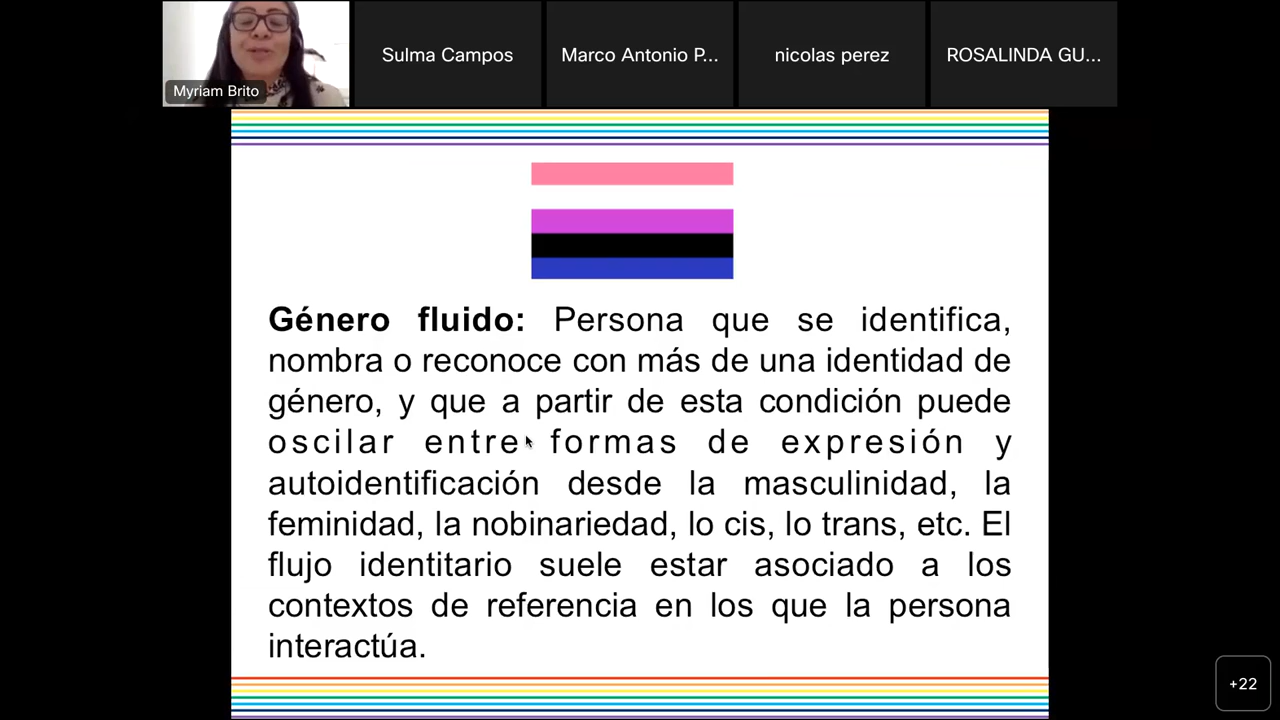 Myriam Brito
Sulma Campos
Marco Antonio P...
nicolas perez
ROSALINDA GU...
Género fluido: Persona que se identifica,
nombra o reconoce con más de una identidad de
género, y que a partir de esta condición puede
oscilar entre formas de expresión y
autoidentificación desde la masculinidad, la
feminidad, la nobinariedad, lo cis, lo trans, etc. El
flujo identitario suele estar asociado a los
contextos de referencia en los que la persona
interactúa.
+22